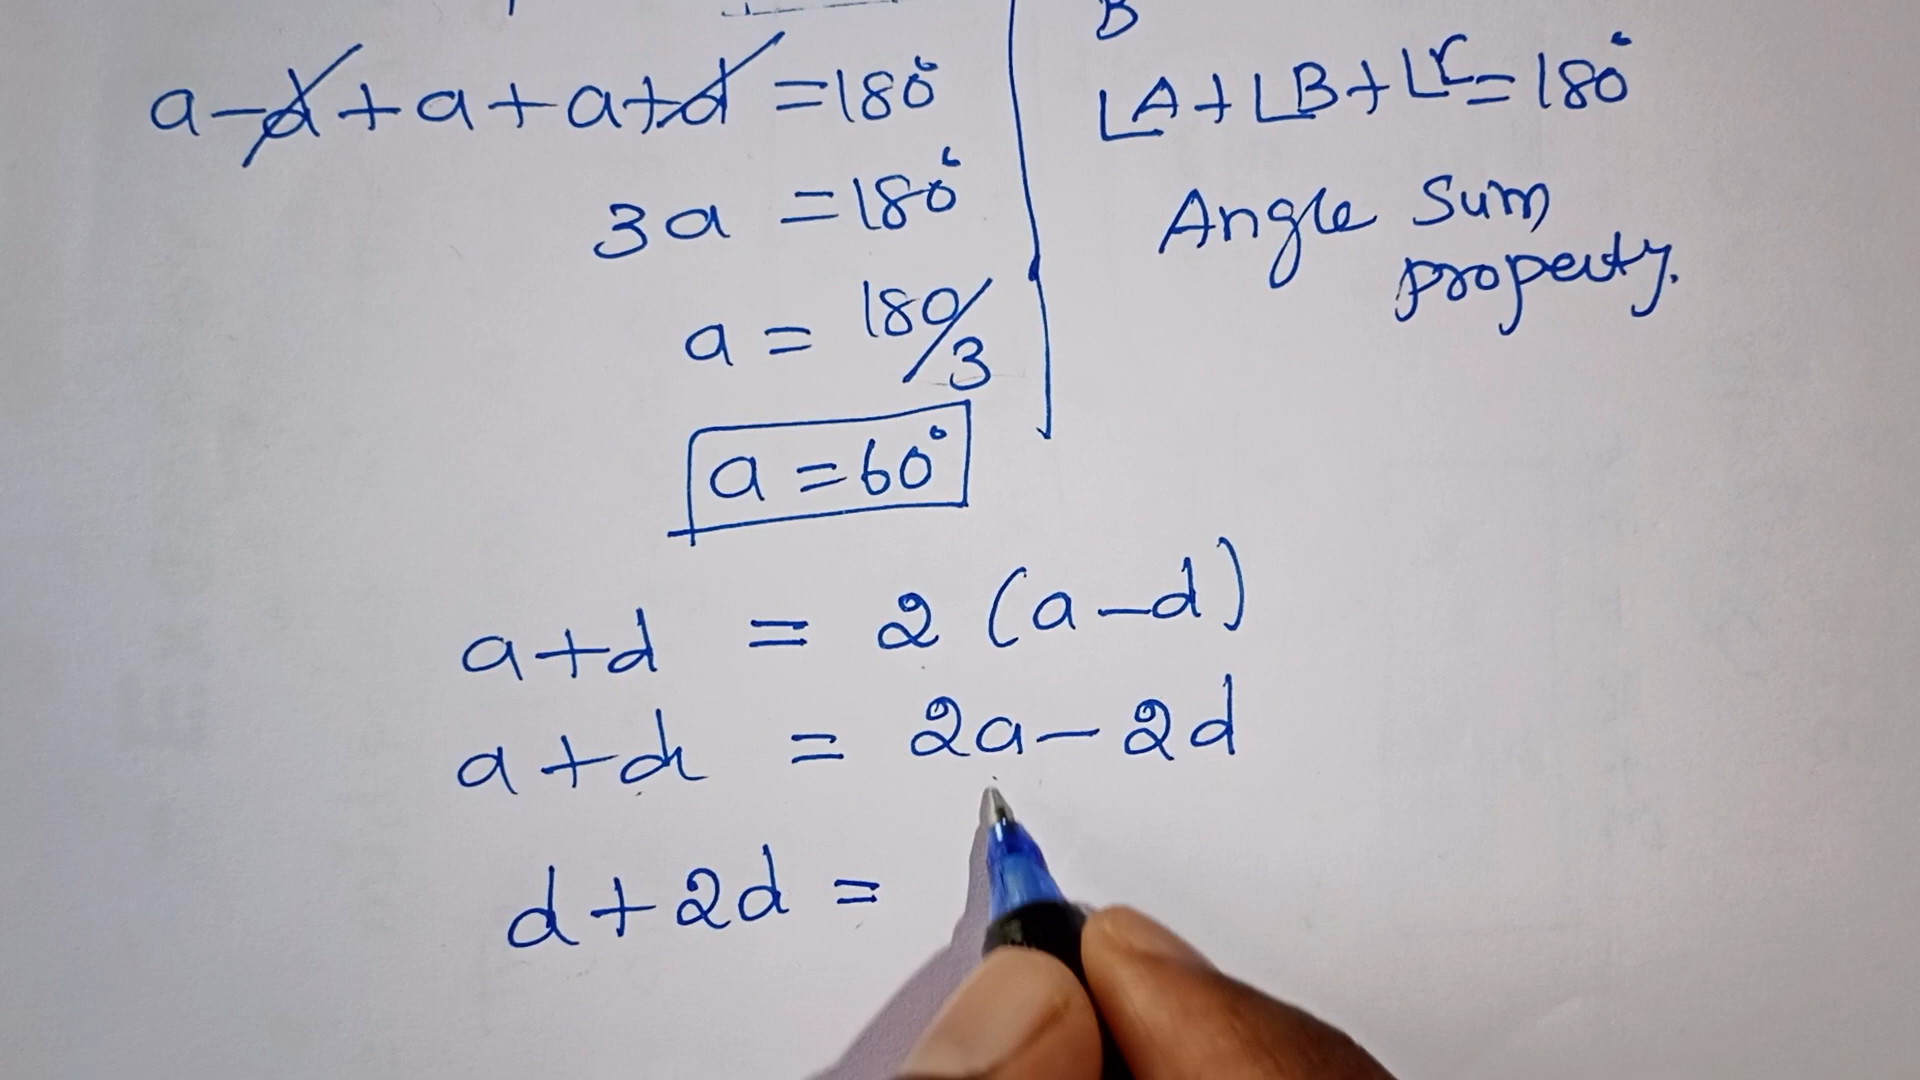 a-d+a+a+d=180°
3a =180°
a = 180/3
a=60°
a+d = 2(a-d)
a+d = 2a-2d
d+2d =
B
∠A+∠B+∠C=180°
Angle Sum
property.